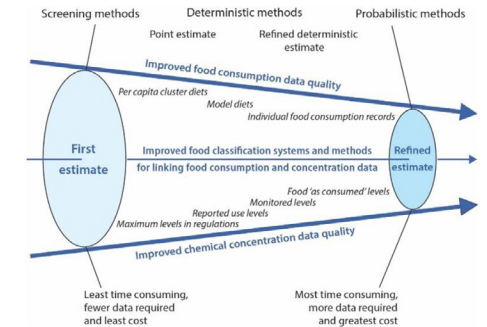 Screening methods
Deterministic methods
Probabilistic methods
Point estimate
Refined deterministic
estimate
Improved food consumption data quality
Per capita cluster diets
Model diets
Individual food consumption records
First
estimate
Improved food classification systems and methods
for linking food consumption and concentration data
Refined
estimate
Food 'as consumed' levels
Monitored levels
Reported use levels
Maximum levels in regulations
Improved chemical concentration data quality
Least time consuming,
fewer data required
and least cost
Most time consuming,
more data required
and greatest cost